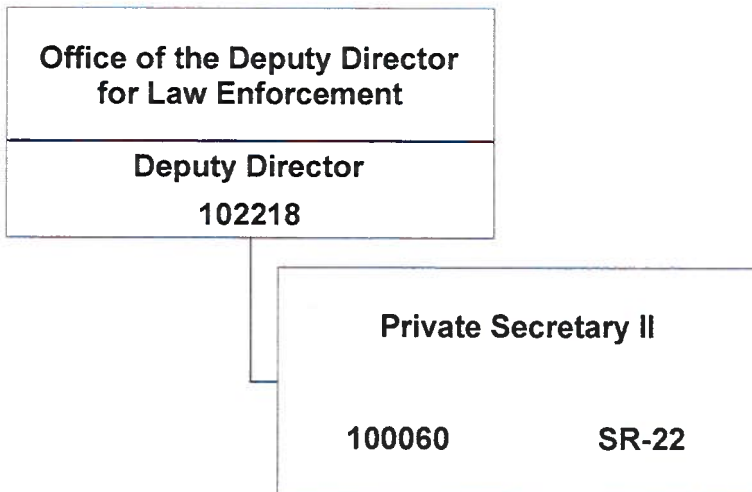 Office of the Deputy Director
for Law Enforcement
Deputy Director
102218
Private Secretary II
100060 SR-22